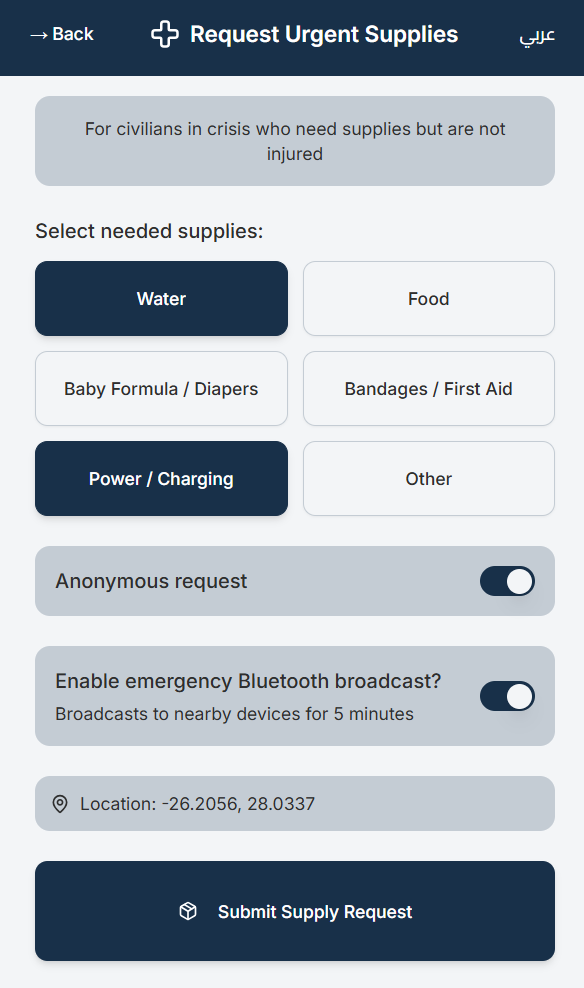 → Back
Request Urgent Supplies
عربي
For civilians in crisis who need supplies but are not
injured
Select needed supplies:
Water
Food
Baby Formula / Diapers
Bandages / First Aid
Power / Charging
Other
Anonymous request
Enable emergency Bluetooth broadcast?
Broadcasts to nearby devices for 5 minutes
Location: -26.2056, 28.0337
Submit Supply Request